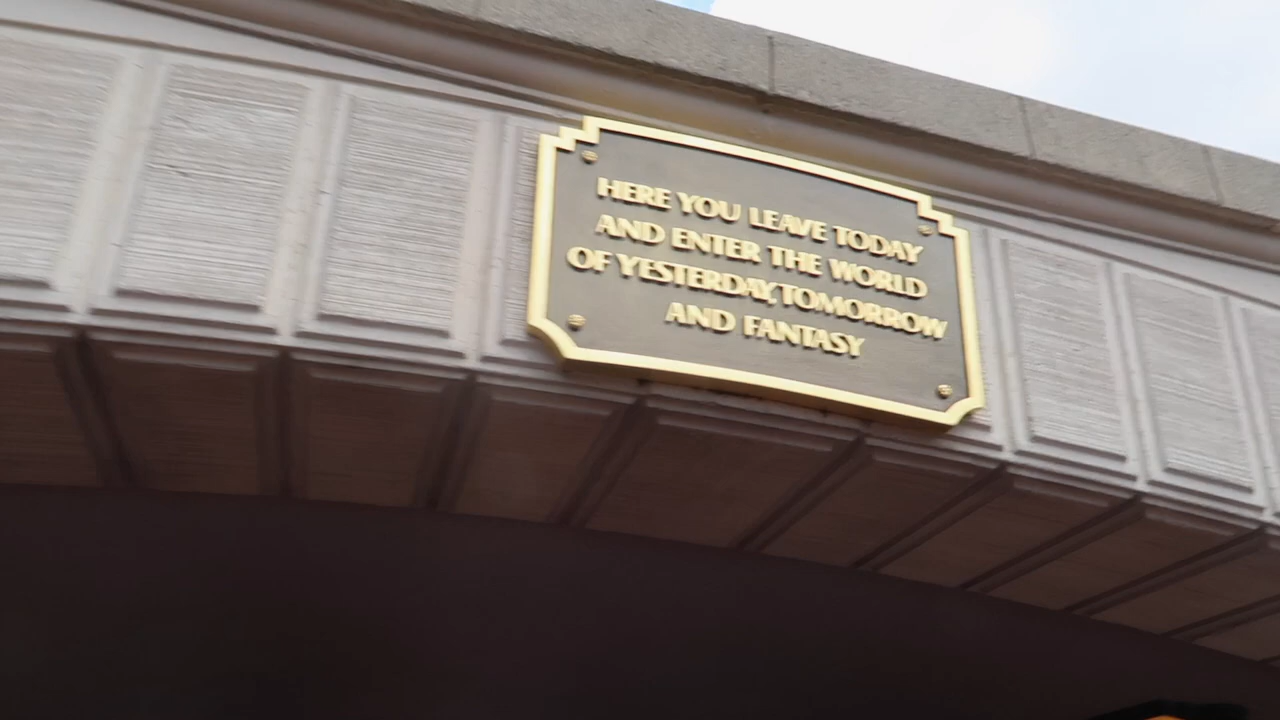 HERE YOU LEAVE TODAY
AND ENTER THE WORLD
OF YESTERDAY, TOMORROW
AND FANTASY